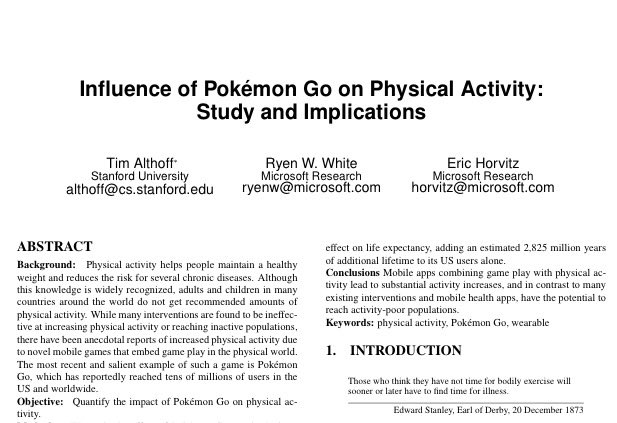 Influence of Pokémon Go on Physical Activity:
Study and Implications
Tim Althoff*
Stanford University
althoff@cs.stanford.edu
Ryen W. White
Microsoft Research
ryenw@microsoft.com
Eric Horvitz
Microsoft Research
horvitz@microsoft.com
ABSTRACT
Background: Physical activity helps people maintain a healthy
weight and reduces the risk for several chronic diseases. Although
this knowledge is widely recognized, adults and children in many
countries around the world do not get recommended amounts of
physical activity. While many interventions are found to be ineffec-
tive at increasing physical activity or reaching inactive populations,
there have been anecdotal reports of increased physical activity due
to novel mobile games that embed game play in the physical world.
The most recent and salient example of such a game is Pokémon
Go, which has reportedly reached tens of millions of users in the
US and worldwide.
Objective: Quantify the impact of Pokémon Go on physical ac-
tivity.
effect on life expectancy, adding an estimated 2,825 million years
of additional lifetime to its US users alone.
Conclusions Mobile apps combining game play with physical ac-
tivity lead to substantial activity increases, and in contrast to many
existing interventions and mobile health apps, have the potential to
reach activity-poor populations.
Keywords: physical activity, Pokémon Go, wearable
1. INTRODUCTION
Those who think they have not time for bodily exercise will
sooner or later have to find time for illness.
Edward Stanley, Earl of Derby, 20 December 1873